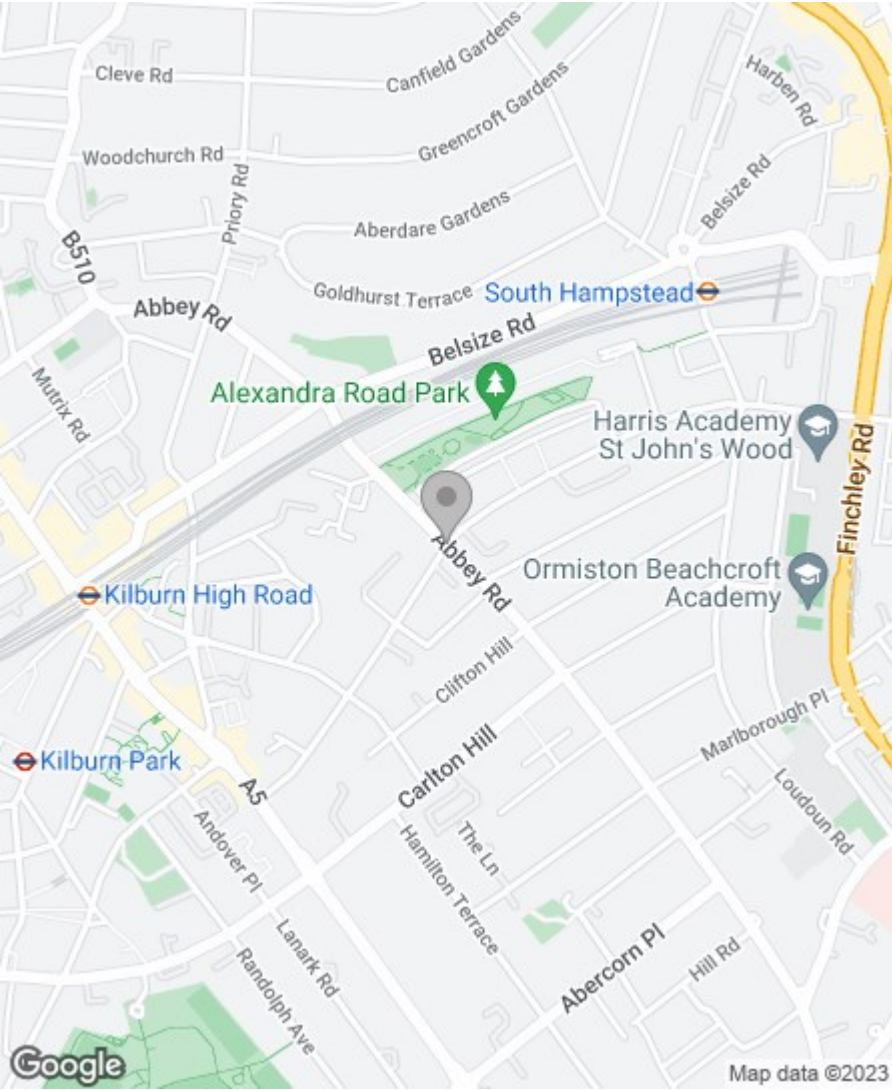 Canfield Gardens
Cleve Rd
Harben Rd
Greencroft Gardens
Woodchurch Rd
Priory Rd
Belsize Rd
Aberdare Gardens
B510
Goldhurst Terrace
South Hampstead
Abbey Rd
Belsize Rd
Mutrix Rd
Alexandra Road Park
Harris Academy
St John's Wood
Finchley Rd
Abbey Rd
Ormiston Beachcroft
Academy
Kilburn High Road
Clifton Hill
Marlborough Pl
Kilburn Park
Carlton Hill
A5
Loudoun Rd
Andover Pl
The Ln
Hamilton Terrace
Lanark Rd
Abercorn Pl
Hill Rd
Randolph Ave
Google
Map data ©2023